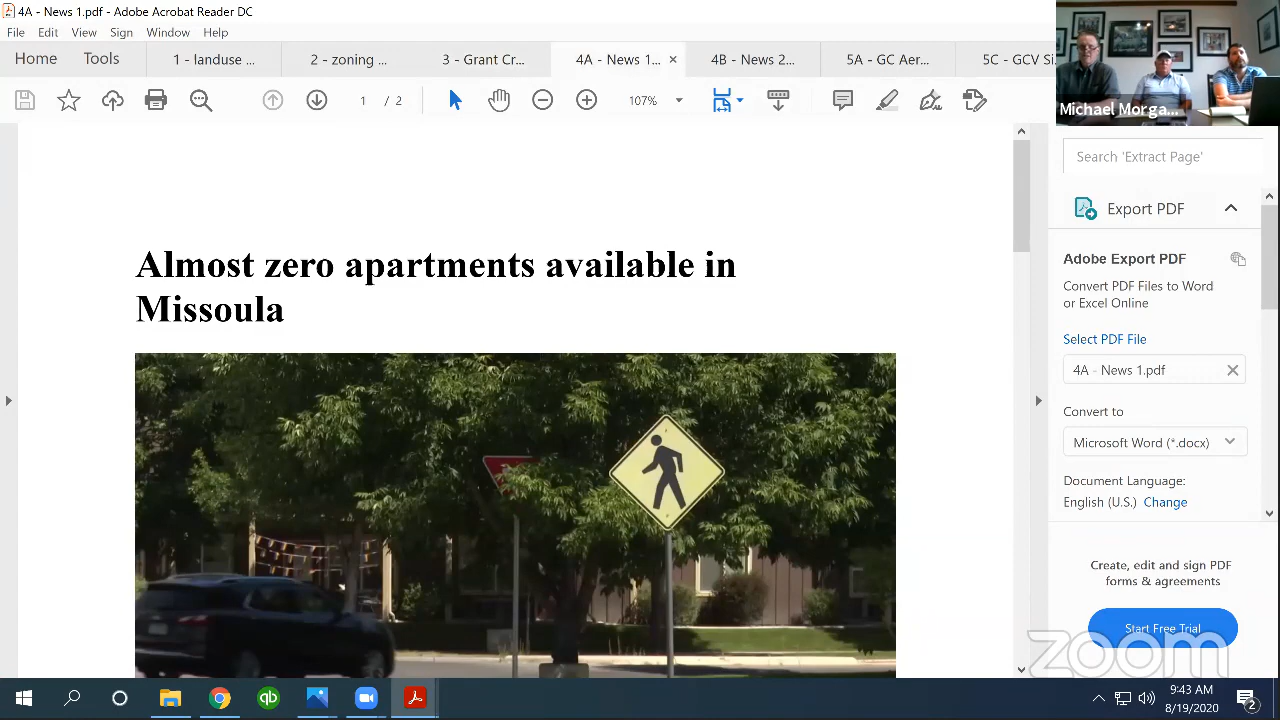 4A - News 1.pdf - Adobe Acrobat Reader DC
File Edit View Sign Window Help
Home Tools 1 - landuse ... 2 - zoning ... 3 - Grant Cr... 4A - News 1... × 4B - News 2... 5A - GC Aer... 5C - GCV Si
1 / 2 107%
Michael Morga...
Search 'Extract Page'
Export PDF
Adobe Export PDF
Convert PDF Files to Word
or Excel Online
Select PDF File
4A - News 1.pdf
Convert to
Microsoft Word (*.docx)
Document Language:
English (U.S.) Change
Create, edit and sign PDF
forms & agreements
Start Free Trial
Almost zero apartments available in
Missoula
zoom
qb
9:43 AM
8/19/2020
2